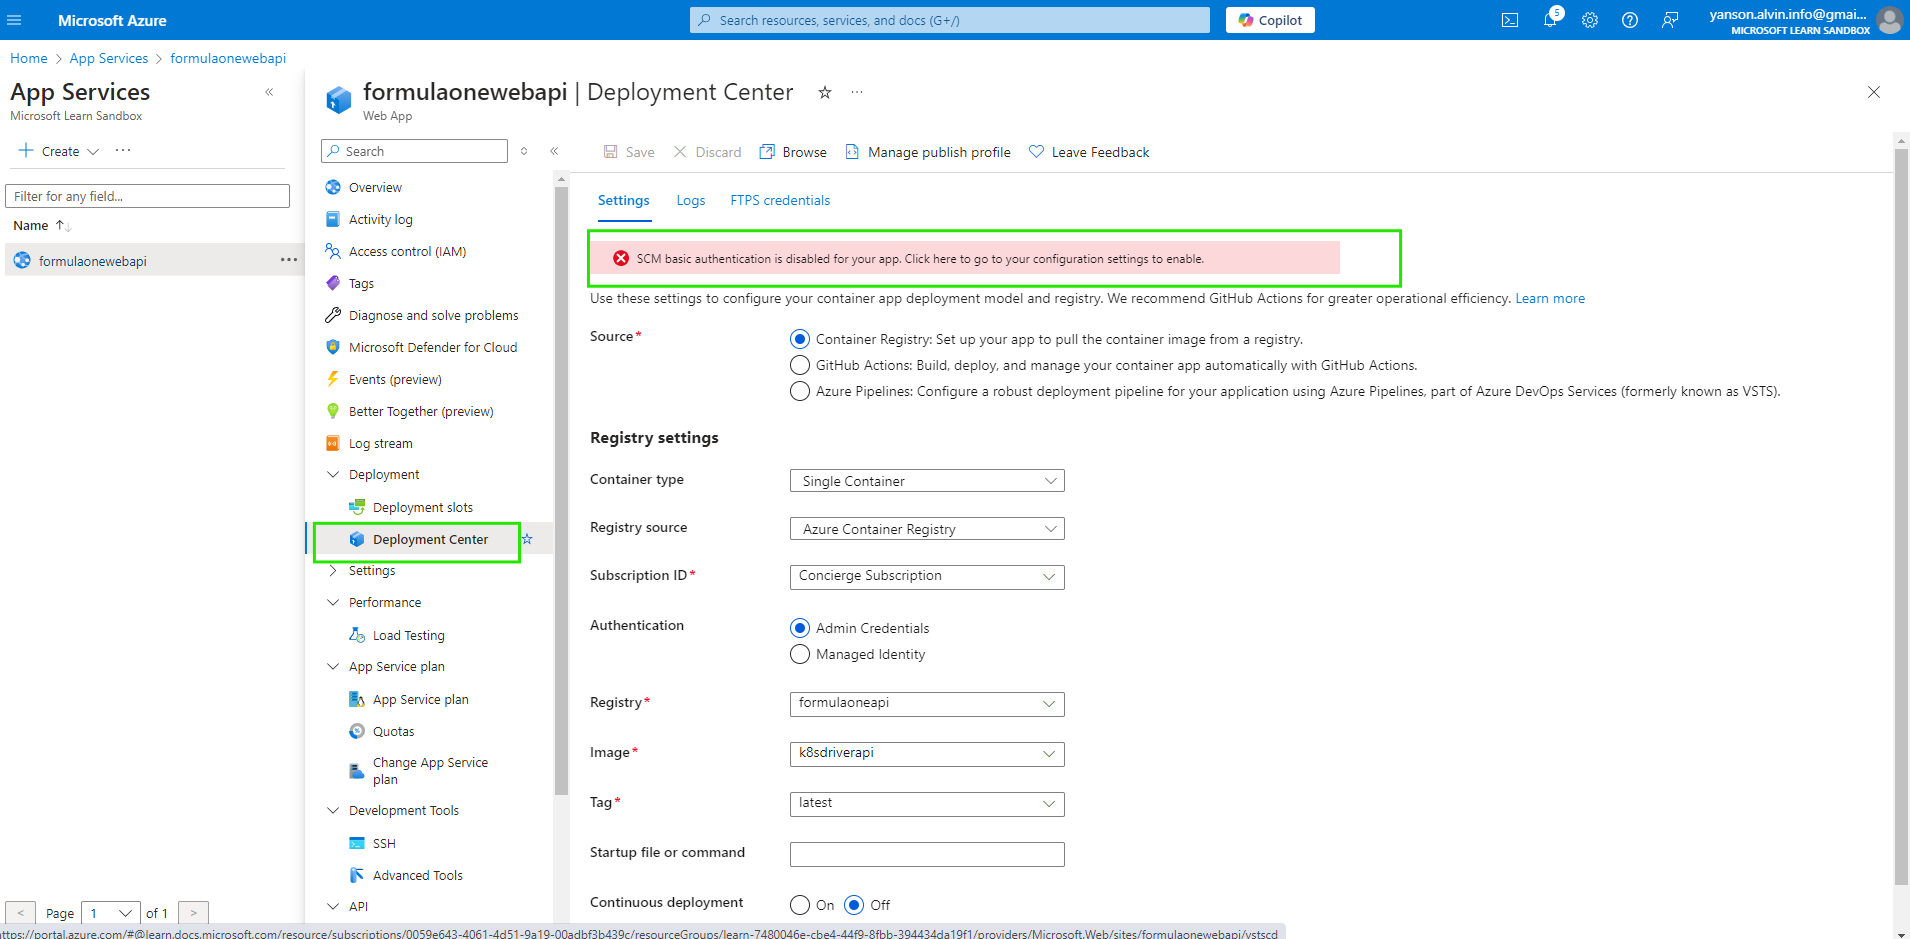 Microsoft Azure
Search resources, services, and docs (G+/)
Copilot
5
yanson.alvin.info@gmai...
MICROSOFT LEARN SANDBOX
Home > App Services > formulaonewebapi
App Services
Microsoft Learn Sandbox
Create
Filter for any field...
Name
formulaonewebapi
Page 1 of 1
formulaonewebapi | Deployment Center
Web App
Search
Overview
Activity log
Access control (IAM)
Tags
Diagnose and solve problems
Microsoft Defender for Cloud
Events (preview)
Better Together (preview)
Log stream
Deployment
Deployment slots
Deployment Center
Settings
Performance
Load Testing
App Service plan
App Service plan
Quotas
Change App Service
plan
Development Tools
SSH
Advanced Tools
API
Save Discard Browse Manage publish profile Leave Feedback
Settings Logs FTPS credentials
SCM basic authentication is disabled for your app. Click here to go to your configuration settings to enable.
Use these settings to configure your container app deployment model and registry. We recommend GitHub Actions for greater operational efficiency. Learn more
Source*
Container Registry: Set up your app to pull the container image from a registry.
GitHub Actions: Build, deploy, and manage your container app automatically with GitHub Actions.
Azure Pipelines: Configure a robust deployment pipeline for your application using Azure Pipelines, part of Azure DevOps Services (formerly known as VSTS).
Registry settings
Container type Single Container
Registry source Azure Container Registry
Subscription ID* Concierge Subscription
Authentication Admin Credentials
Managed Identity
Registry* formulaoneapi
Image* k8sdriverapi
Tag* latest
Startup file or command
Continuous deployment On Off
https://portal.azure.com/#@learn.docs.microsoft.com/resource/subscriptions/0059e643-4061-4d51-9a19-00adbf3b439c/resourceGroups/learn-7480046e-cbe4-44f9-8fbb-394434da19f1/providers/Microsoft.Web/sites/formulaonewebapi/vstscd